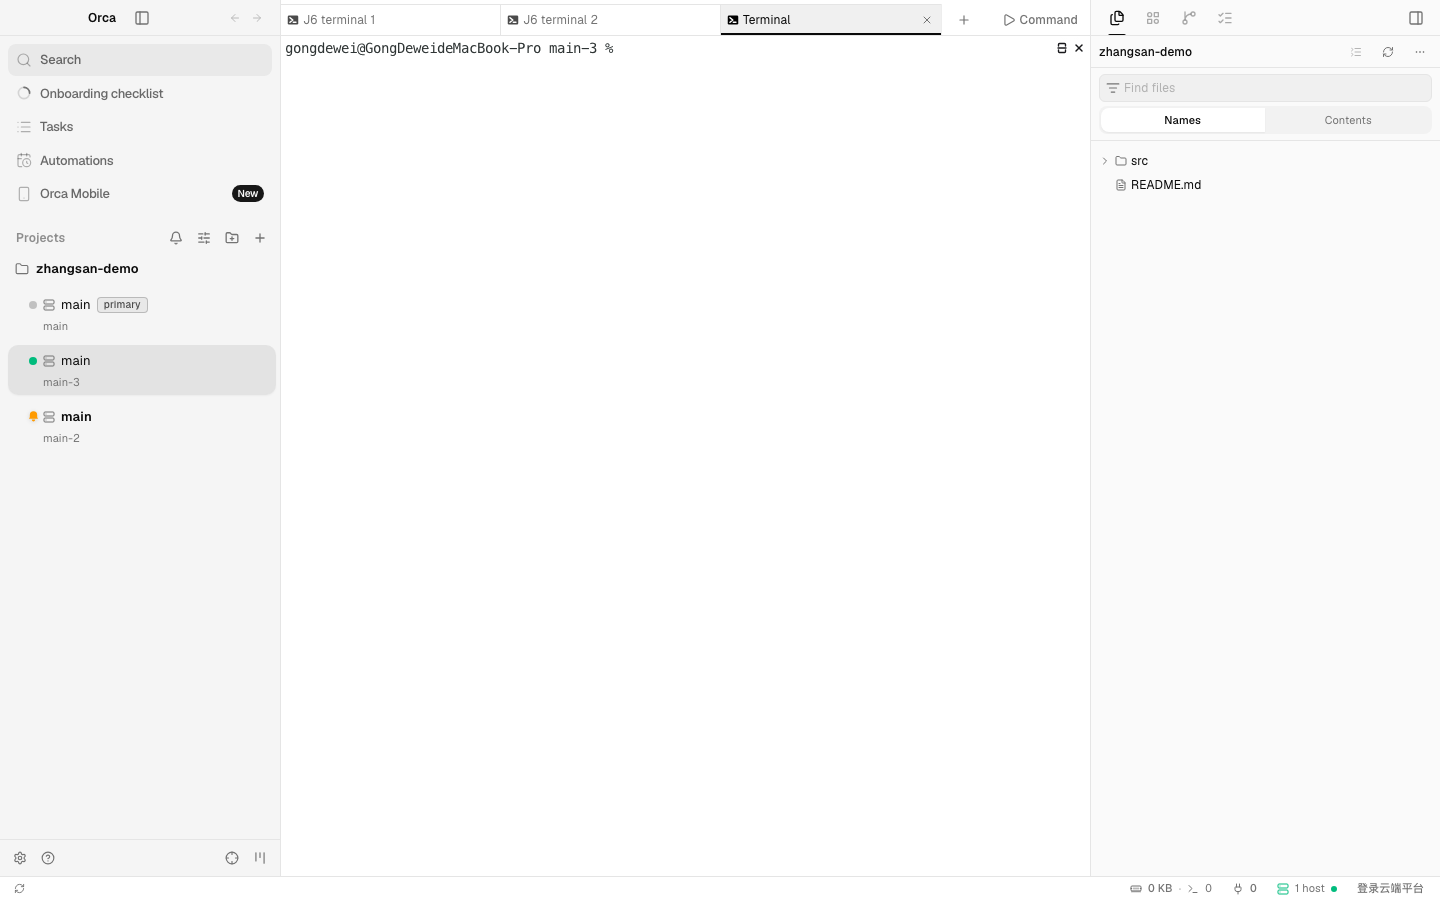 Orca
Search
Onboarding checklist
Tasks
Automations
Orca Mobile New
Projects
zhangsan-demo
main primary
main
main
main-3
main
main-2
J6 terminal 1
J6 terminal 2
Terminal
Command
gongdewei@GongDeweideMacBook-Pro main-3 %
zhangsan-demo
Find files
Names Contents
src
README.md
0 KB · 0 0 1 host 登录云端平台